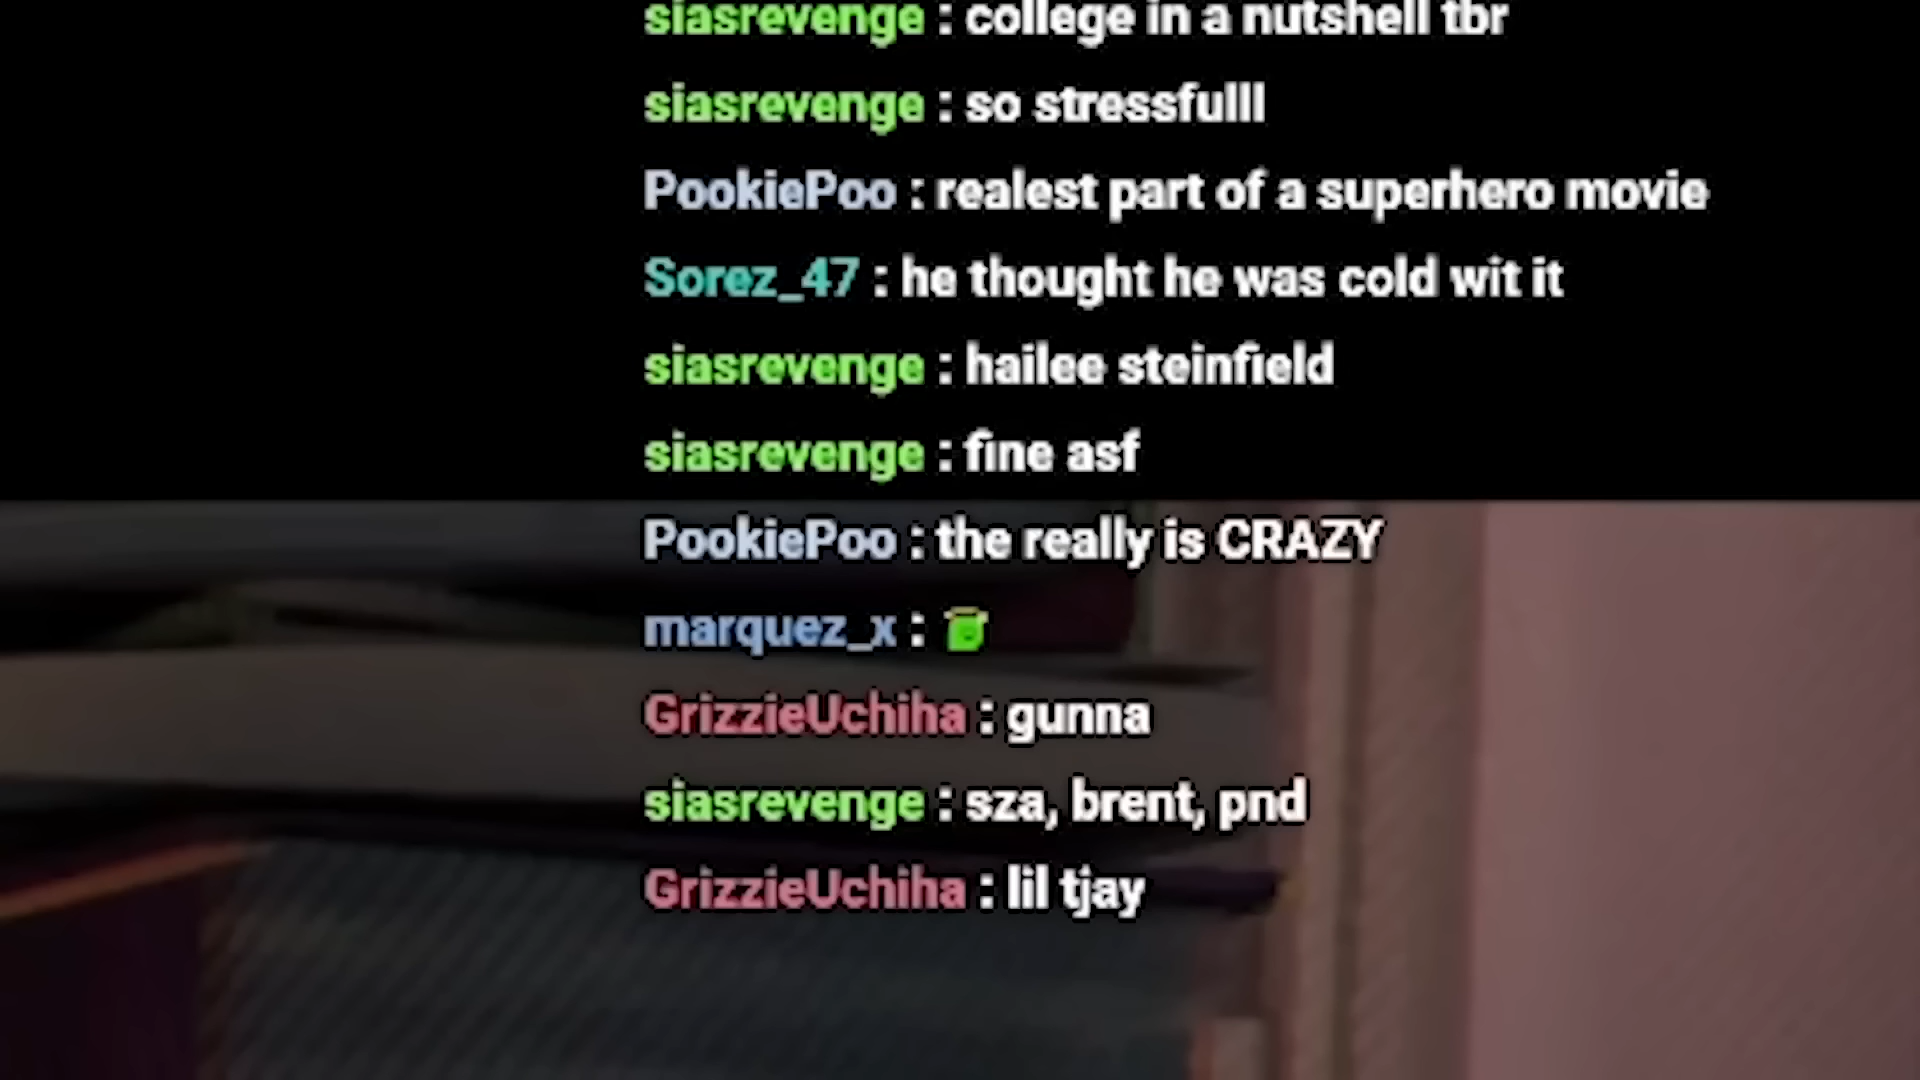 siasrevenge : college in a nutshell tbr
siasrevenge : so stressfulll
PookiePoo : realest part of a superhero movie
Sorez_47 : he thought he was cold wit it
siasrevenge : hailee steinfield
siasrevenge : fine asf
PookiePoo : the really is CRAZY
marquez_x :
GrizzieUchiha : gunna
siasrevenge : sza, brent, pnd
GrizzieUchiha : lil tjay